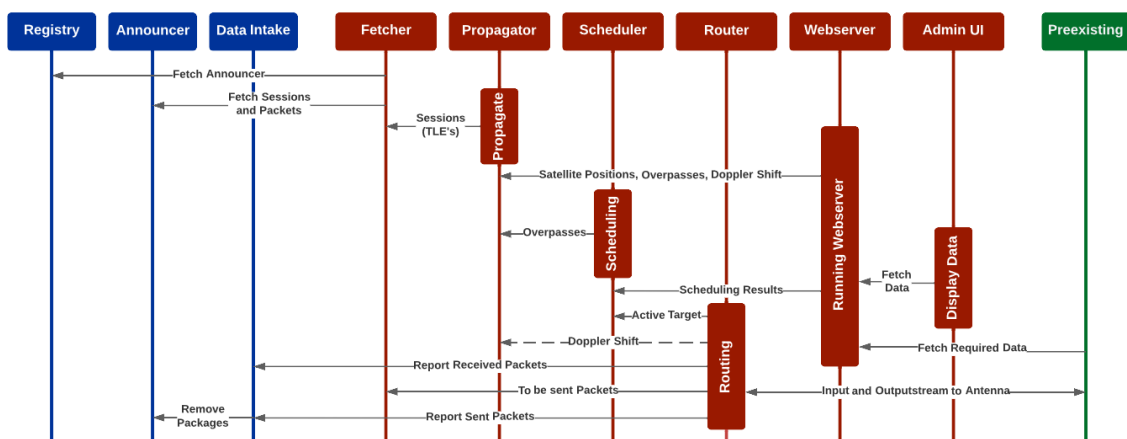 Registry
Announcer
Data Intake
Fetcher
Propagator
Scheduler
Router
Webserver
Admin UI
Preexisting
Fetch Announcer
Fetch Sessions
and Packets
Sessions
(TLE's)
Propagate
Satellite Positions, Overpasses, Doppler Shift
Running Webserver
Scheduling
Overpasses
Display Data
Fetch
Data
Scheduling Results
Active Target
Routing
Doppler Shift
Fetch Required Data
Report Received Packets
To be sent Packets
Input and Outputstream to Antenna
Remove
Packages
Report Sent Packets